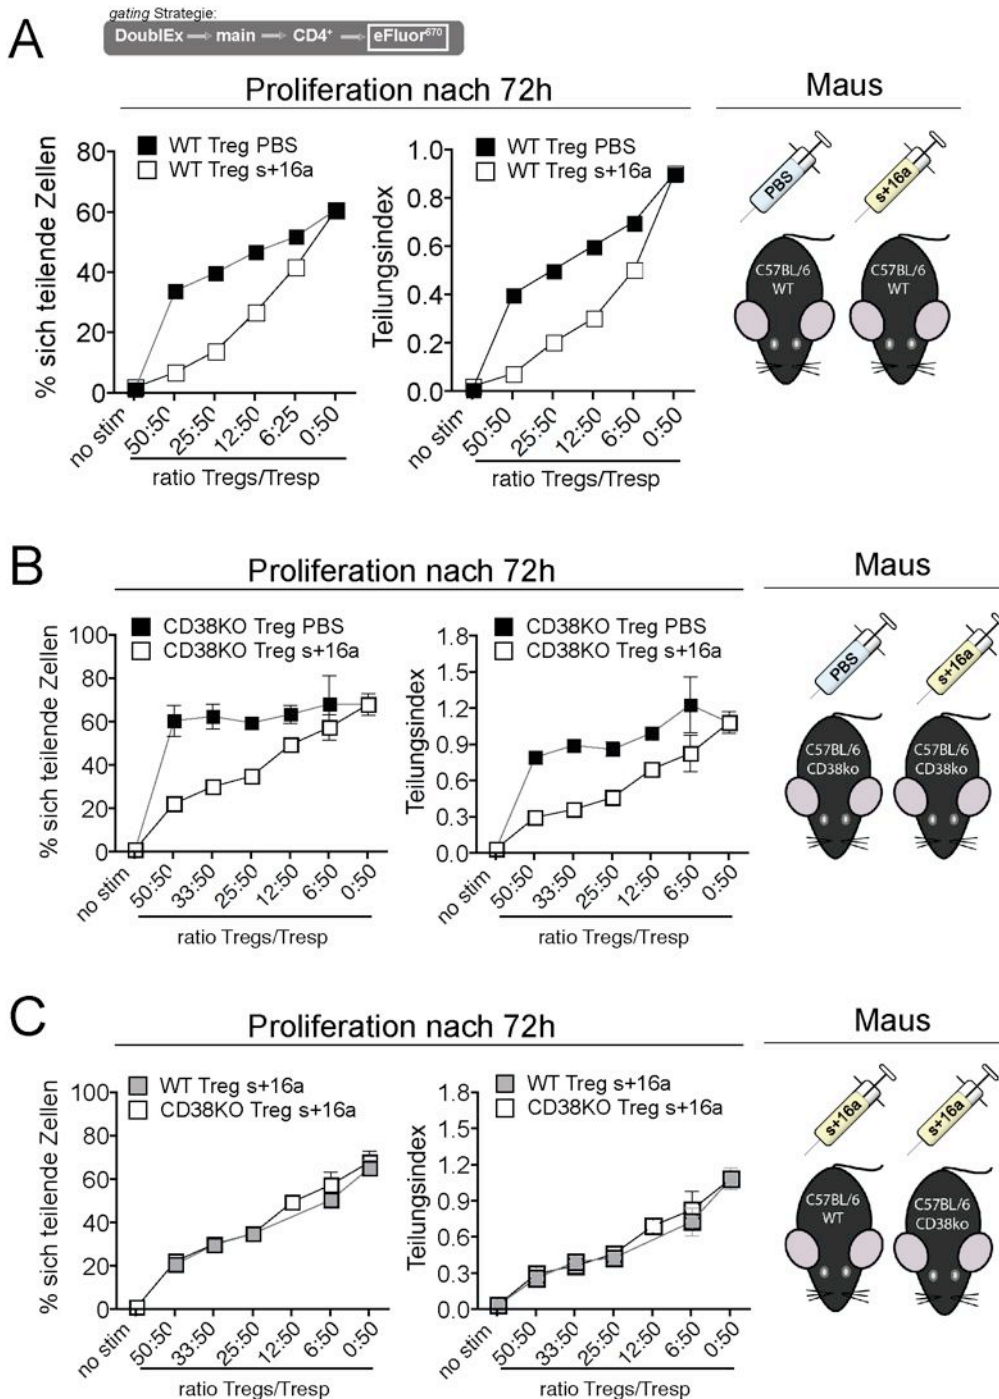 A
gating Strategie:
DoublEx main CD4+ eFluor670
Proliferation nach 72h
Maus
% sich teilende Zellen
80
60
40
20
0
WT Treg PBS
WT Treg s+16a
no stim
50:50
25:50
12:50
6:25
0:50
ratio Tregs/Tresp
Teilungsindex
1.0
0.8
0.6
0.4
0.2
0.0
WT Treg PBS
WT Treg s+16a
no stim
50:50
25:50
12:50
6:50
0:50
ratio Tregs/Tresp
PBS
s+16a
C57BL/6
WT
C57BL/6
WT
B
Proliferation nach 72h
Maus
% sich teilende Zellen
100
80
60
40
20
0
CD38KO Treg PBS
CD38KO Treg s+16a
no stim
50:50
33:50
25:50
12:50
6:50
0:50
ratio Tregs/Tresp
Teilungsindex
1.8
1.5
1.2
0.9
0.6
0.3
0.0
CD38KO Treg PBS
CD38KO Treg s+16a
no stim
50:50
33:50
25:50
12:50
6:50
0:50
ratio Tregs/Tresp
PBS
s+16a
C57BL/6
CD38ko
C57BL/6
CD38ko
C
Proliferation nach 72h
Maus
% sich teilende Zellen
100
80
60
40
20
0
WT Treg s+16a
CD38KO Treg s+16a
no stim
50:50
33:50
25:50
12:50
6:50
0:50
ratio Tregs/Tresp
Teilungsindex
1.8
1.5
1.2
0.9
0.6
0.3
0.0
WT Treg s+16a
CD38KO Treg s+16a
no stim
50:50
33:50
25:50
12:50
6:50
0:50
ratio Tregs/Tresp
s+16a
s+16a
C57BL/6
WT
C57BL/6
CD38ko